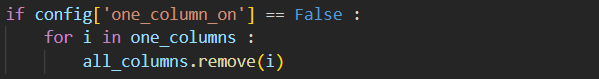 if config['one_column_on'] == False :
    for i in one_columns :
        all_columns.remove(i)